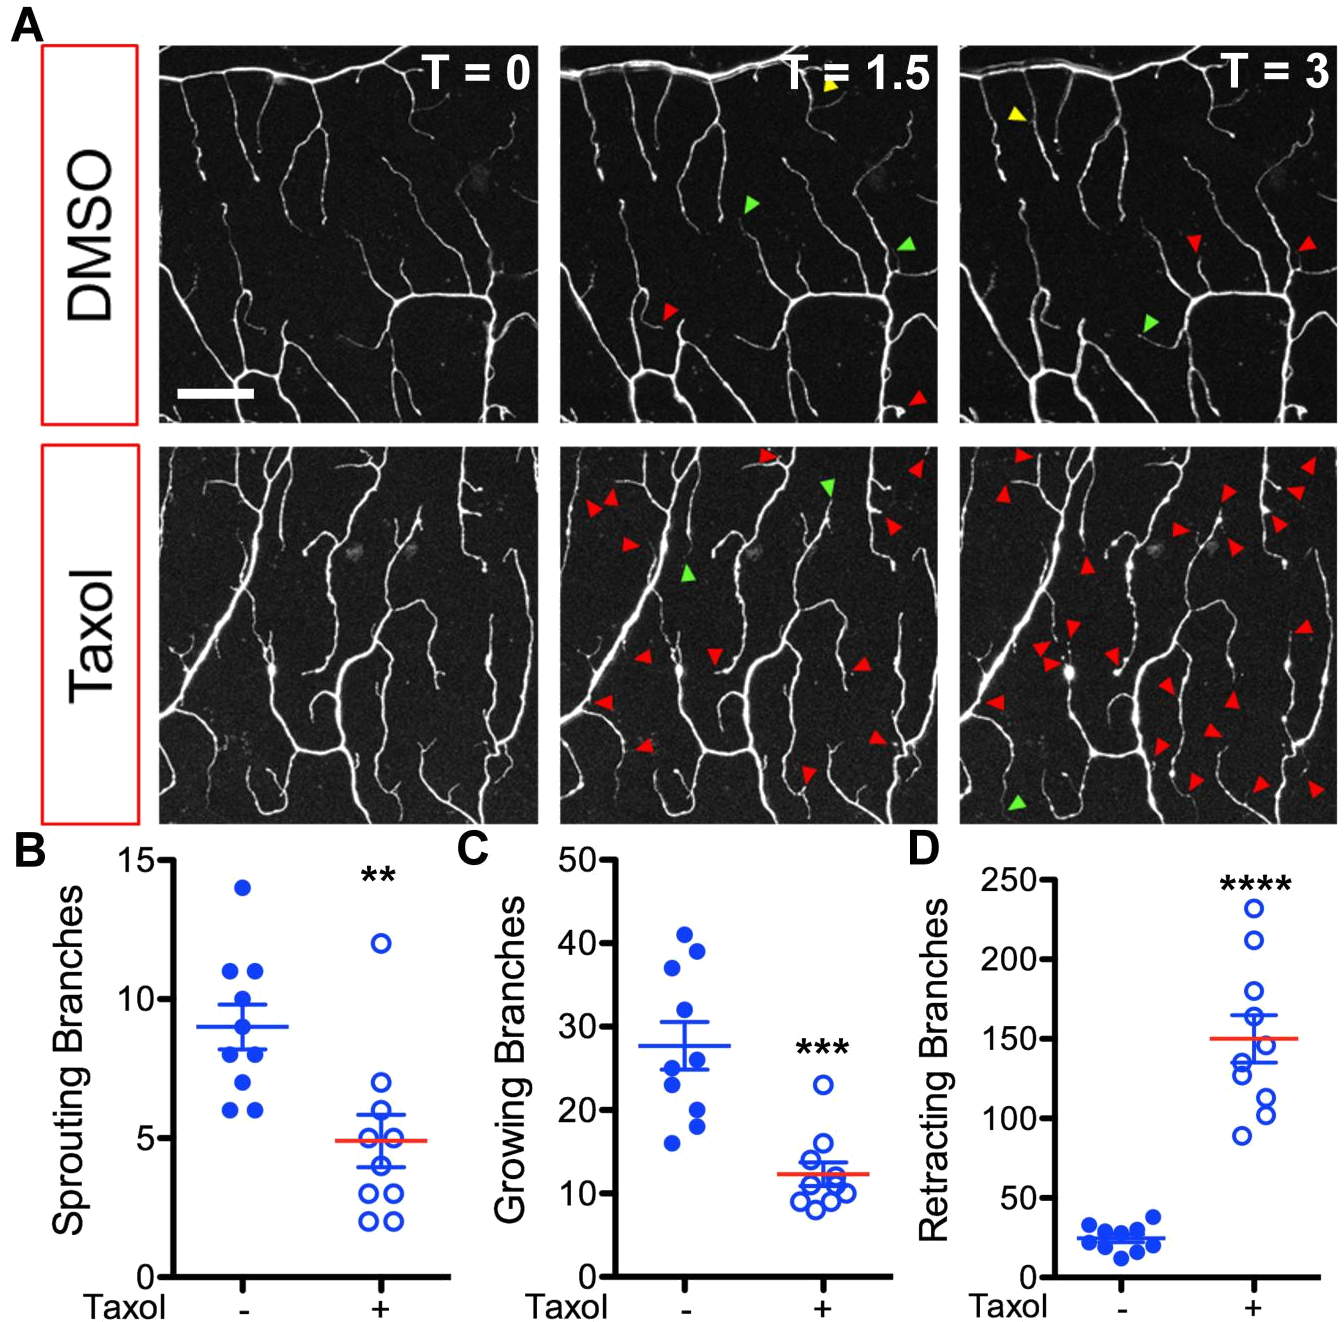 A
DMSO
T = 0
T = 1.5
T = 3
Taxol
B
Sprouting Branches
15
10
5
0
**
Taxol - +
C
Growing Branches
50
40
30
20
10
0
***
Taxol - +
D
Retracting Branches
250
200
150
100
50
0
****
Taxol - +